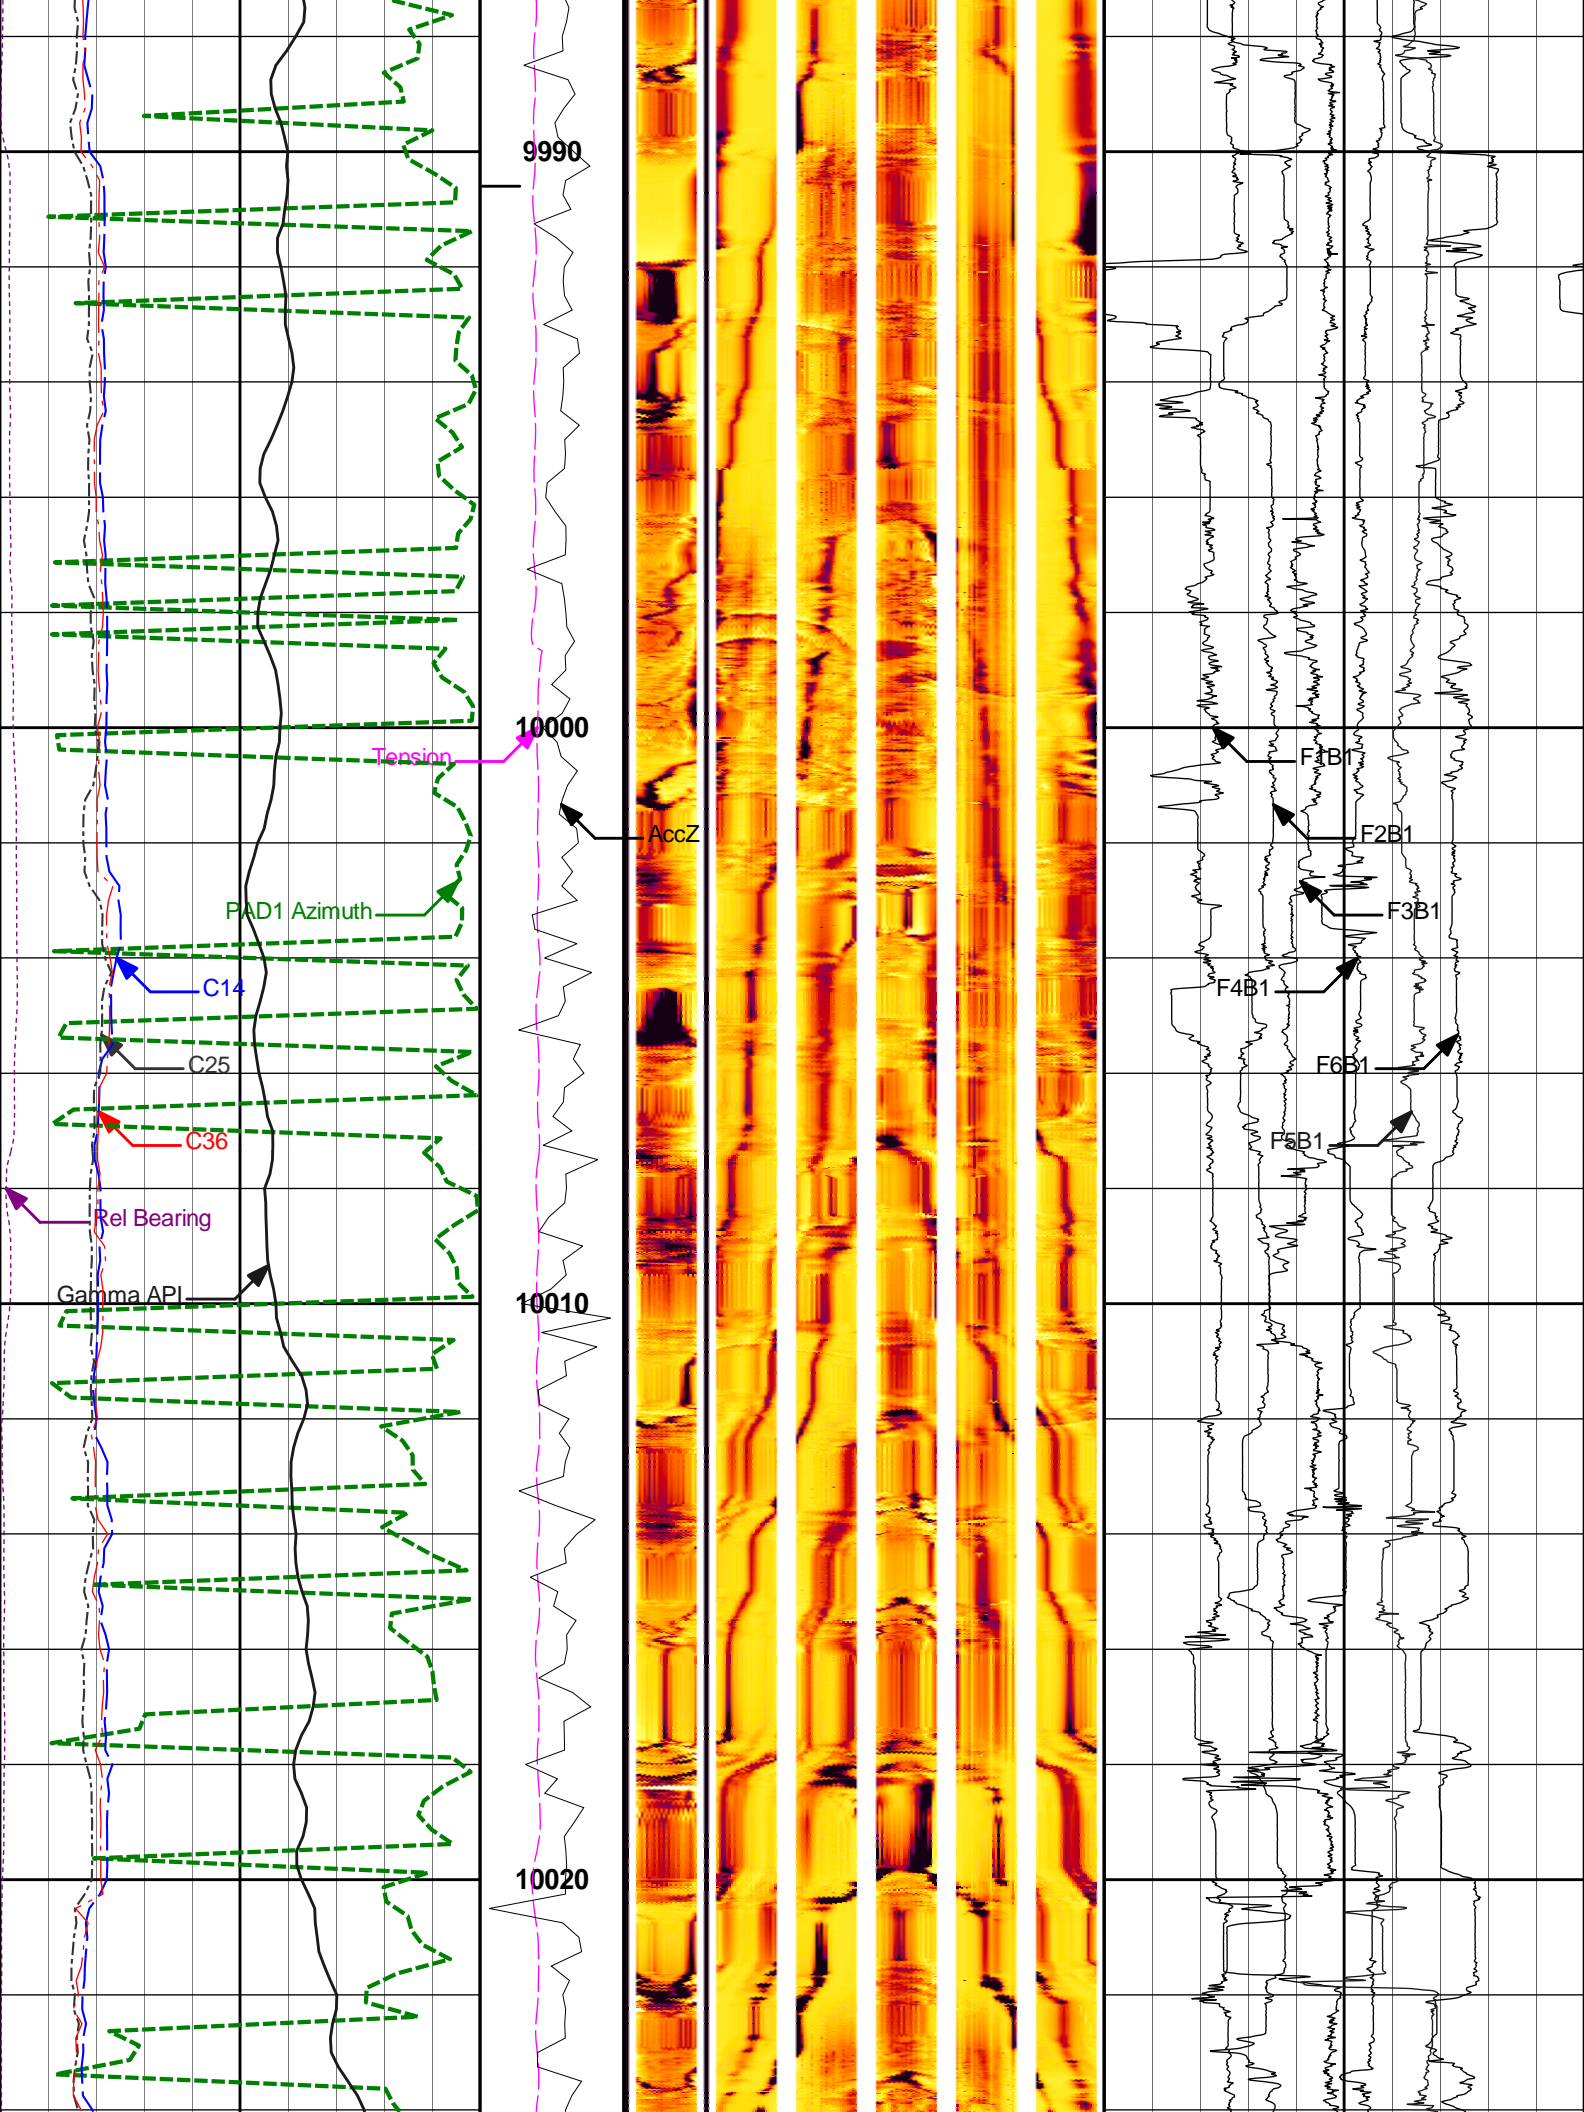 9990
10000
Tension
F1B1
AccZ
F2B1
PAD1 Azimuth
F3B1
C14
F4B1
C25
F6B1
C36
F5B1
Rel Bearing
Gamma API
10010
10020